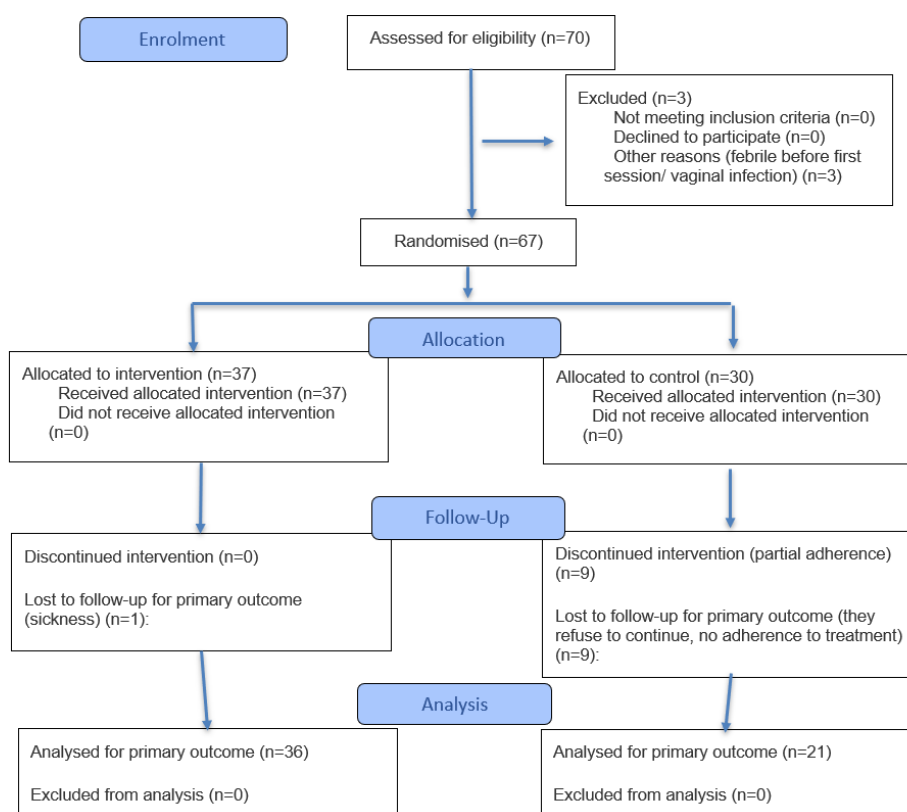 Enrolment
Assessed for eligibility (n=70)
Excluded (n=3)
Not meeting inclusion criteria (n=0)
Declined to participate (n=0)
Other reasons (febrile before first
session/ vaginal infection) (n=3)
Randomised (n=67)
Allocation
Allocated to intervention (n=37)
Received allocated intervention (n=37)
Did not receive allocated intervention
(n=0)
Allocated to control (n=30)
Received allocated intervention (n=30)
Did not receive allocated intervention
(n=0)
Follow-Up
Discontinued intervention (n=0)
Lost to follow-up for primary outcome
(sickness) (n=1):
Discontinued intervention (partial adherence)
(n=9)
Lost to follow-up for primary outcome (they
refuse to continue, no adherence to treatment)
(n=9):
Analysis
Analysed for primary outcome (n=36)
Excluded from analysis (n=0)
Analysed for primary outcome (n=21)
Excluded from analysis (n=0)